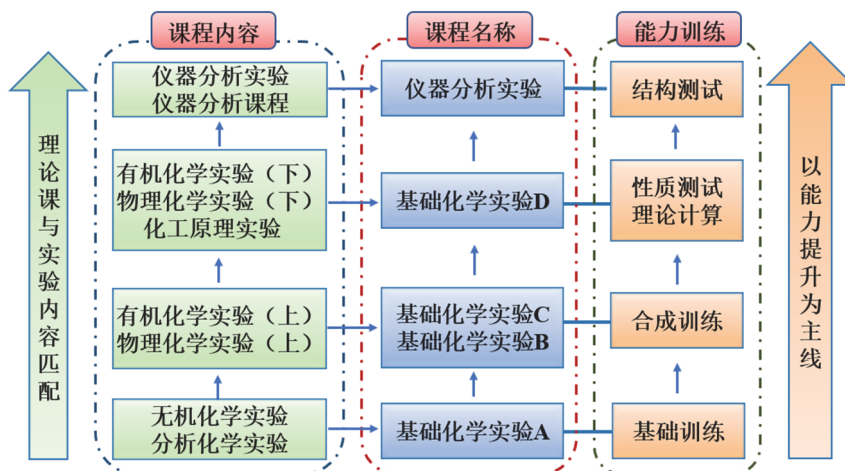 课程内容
课程名称
能力训练
理论课与实验内容匹配
仪器分析实验
仪器分析课程
仪器分析实验
结构测试
有机化学实验（下）
物理化学实验（下）
化工原理实验
基础化学实验D
性质测试
理论计算
有机化学实验（上）
物理化学实验（上）
基础化学实验C
基础化学实验B
合成训练
无机化学实验
分析化学实验
基础化学实验A
基础训练
以能力提升为主线